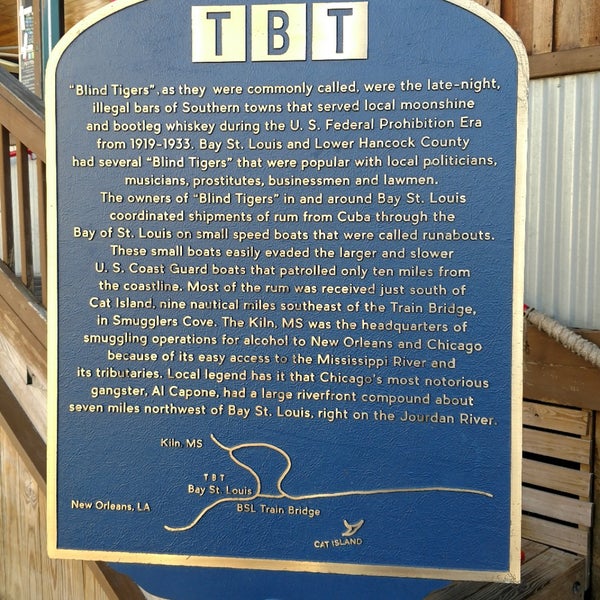 TBT
"Blind Tigers", as they were commonly called, were the late-night,
illegal bars of Southern towns that served local moonshine
and bootleg whiskey during the U. S. Federal Prohibition Era
from 1919-1933. Bay St. Louis and Lower Hancock County
had several "Blind Tigers" that were popular with local politicians,
musicians, prostitutes, businessmen and lawmen.
The owners of "Blind Tigers" in and around Bay St. Louis
coordinated shipments of rum from Cuba through the
Bay of St. Louis on small speed boats that were called runabouts.
These small boats easily evaded the larger and slower
U. S. Coast Guard boats that patrolled only ten miles from
the coastline. Most of the rum was received just south of
Cat Island, nine nautical miles southeast of the Train Bridge,
in Smugglers Cove. The Kiln, MS was the headquarters of
smuggling operations for alcohol to New Orleans and Chicago
because of its easy access to the Mississippi River and
its tributaries. Local legend has it that Chicago's most notorious
gangster, Al Capone, had a large riverfront compound about
seven miles northwest of Bay St. Louis, right on the Jourdan River.
Kiln, MS
TBT
Bay St. Louis
New Orleans, LA
BSL Train Bridge
CAT ISLAND